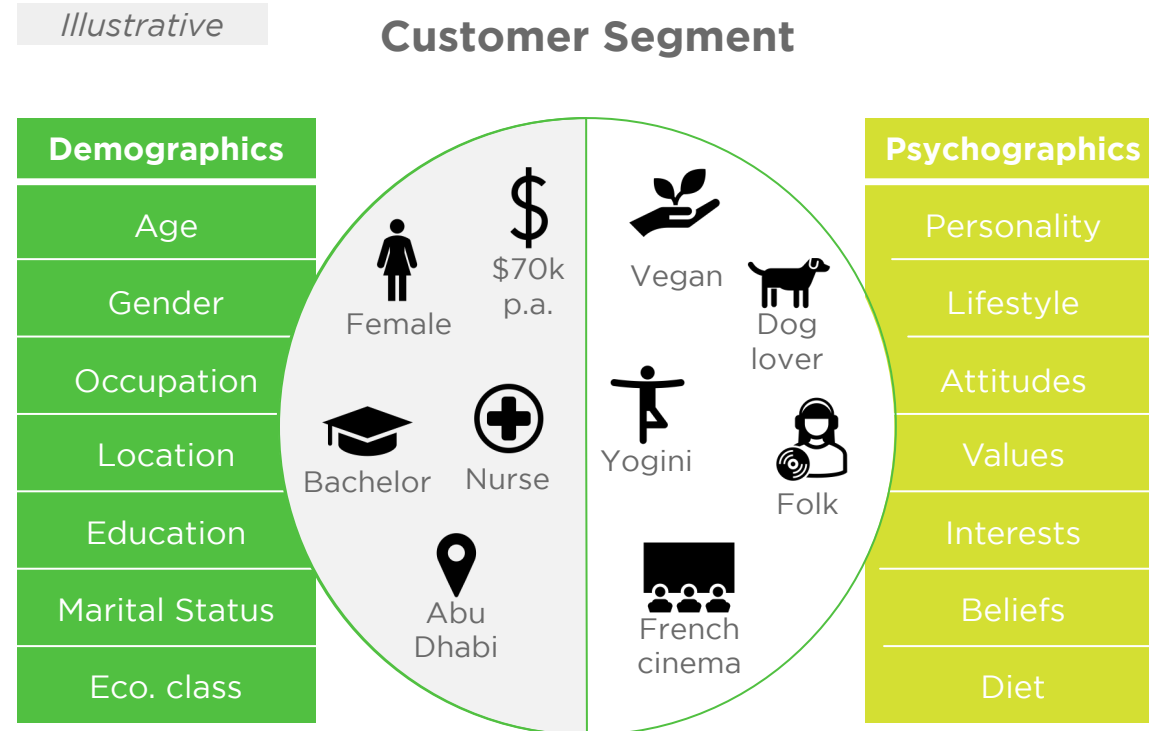 Illustrative
Customer Segment
Demographics
Age
Gender
Occupation
Location
Education
Marital Status
Eco. class
$
$70k
p.a.
Female
Bachelor
Nurse
Abu
Dhabi
Vegan
Dog
lover
Yogini
Folk
French
cinema
Psychographics
Personality
Lifestyle
Attitudes
Values
Interests
Beliefs
Diet